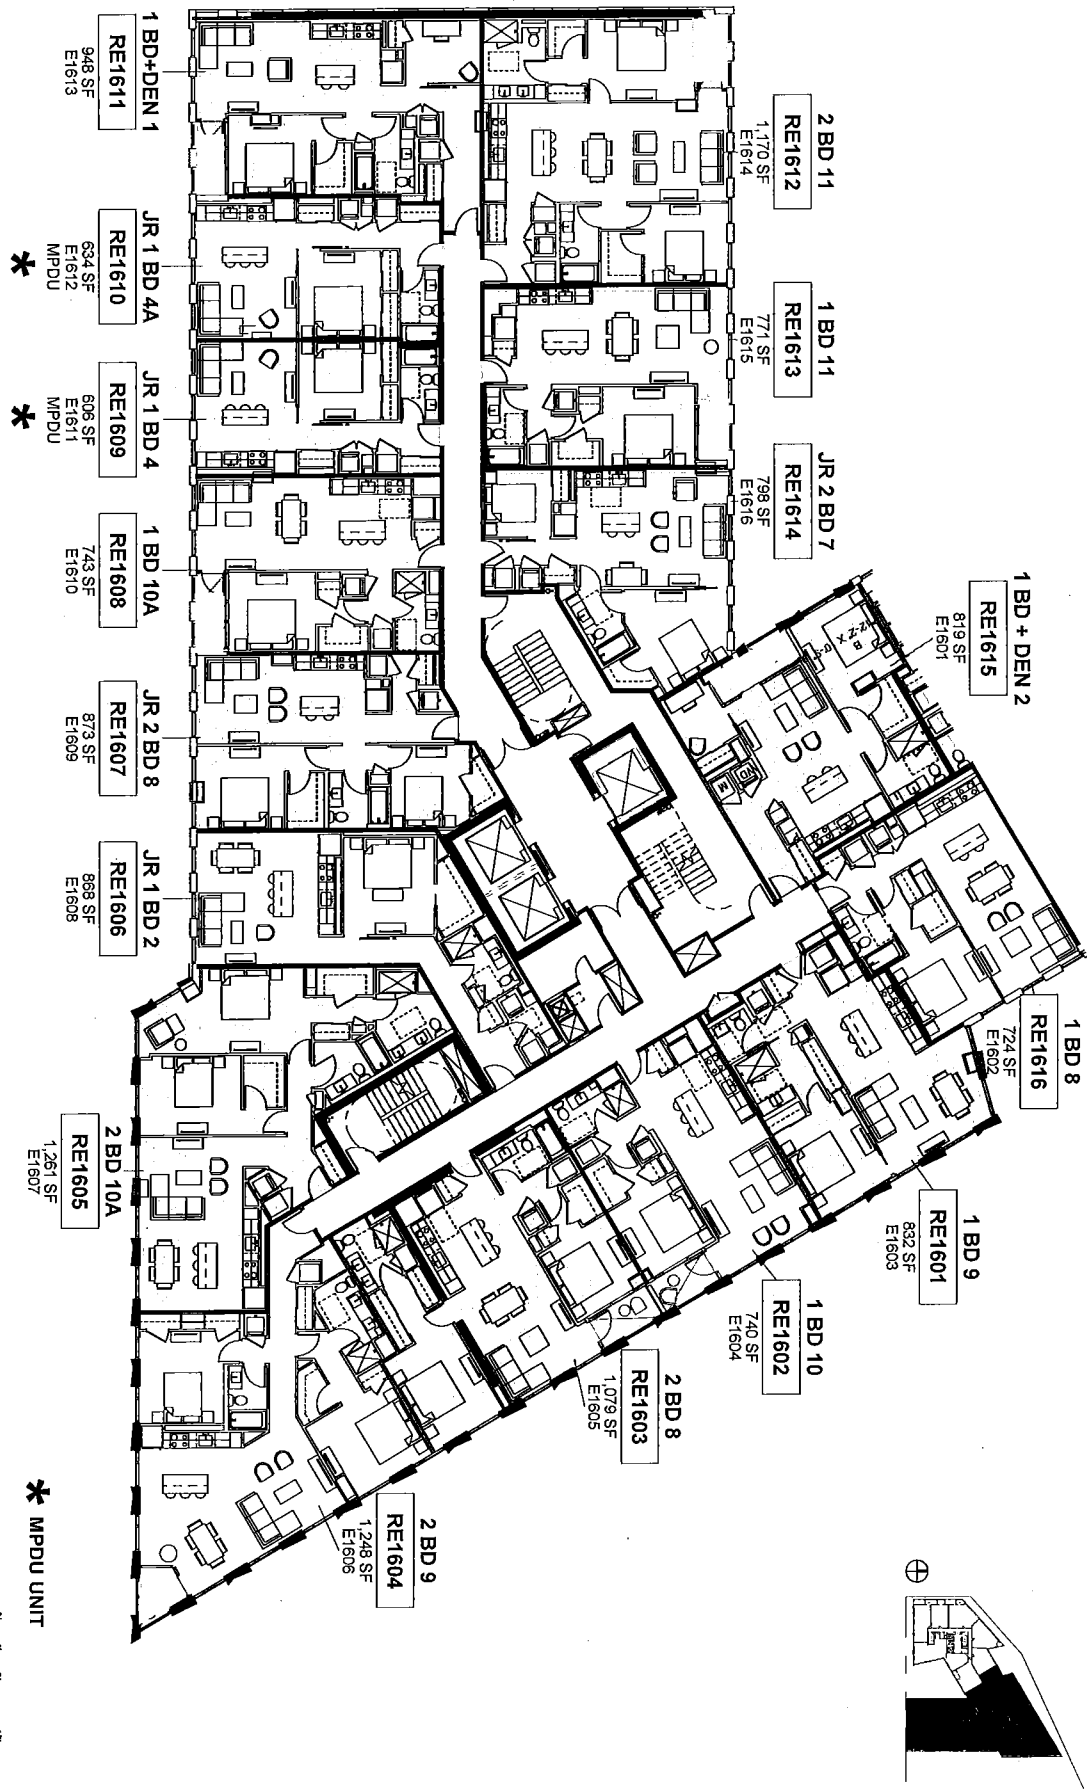 1 BD + DEN 2
RE1615
819 SF
E1601
1 BD 8
RE1616
724 SF
E1602
1 BD 9
RE1601
832 SF
E1603
1 BD 10
RE1602
740 SF
E1604
2 BD 8
RE1603
1,079 SF
E1605
2 BD 9
RE1604
1,248 SF
E1606
2 BD 11
RE1612
1,170 SF
E1614
1 BD 11
RE1613
771 SF
E1615
JR 2 BD 7
RE1614
798 SF
E1616
1 BD+DEN 1
RE1611
948 SF
E1613
JR 1 BD 4A
RE1610
634 SF
E1612
MPDU
*
JR 1 BD 4
RE1609
606 SF
E1611
MPDU
*
1 BD 10A
RE1608
743 SF
E1610
JR 2 BD 8
RE1607
873 SF
E1609
JR 1 BD 2
RE1606
868 SF
E1608
2 BD 10A
RE1605
1,261 SF
E1607
* MPDU UNIT